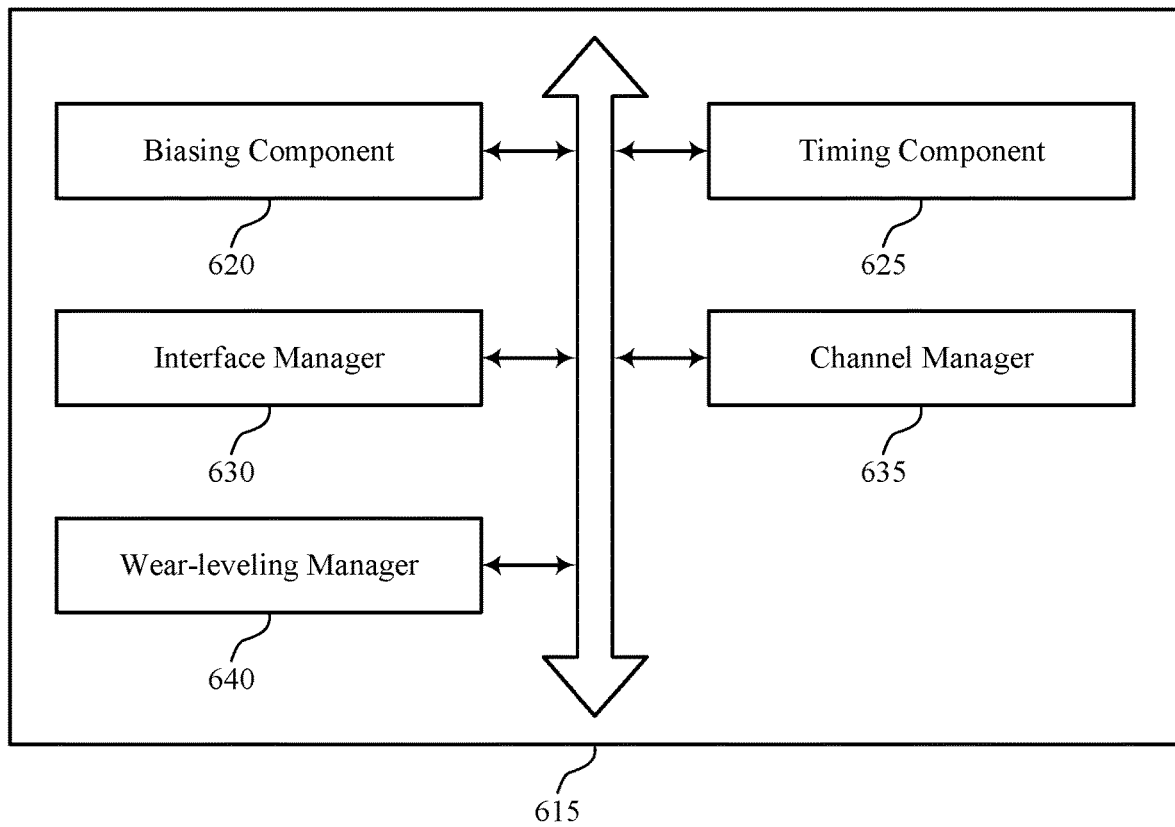 Biasing Component
Timing Component
620
625
Interface Manager
Channel Manager
630
635
Wear-leveling Manager
640
615